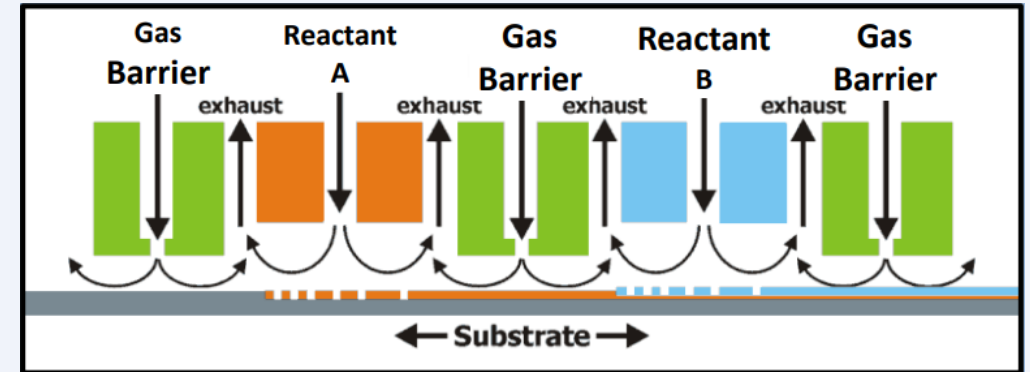 Gas
Barrier
Reactant
A
Gas
Barrier
Reactant
B
Gas
Barrier
exhaust
exhaust
exhaust
exhaust
Substrate